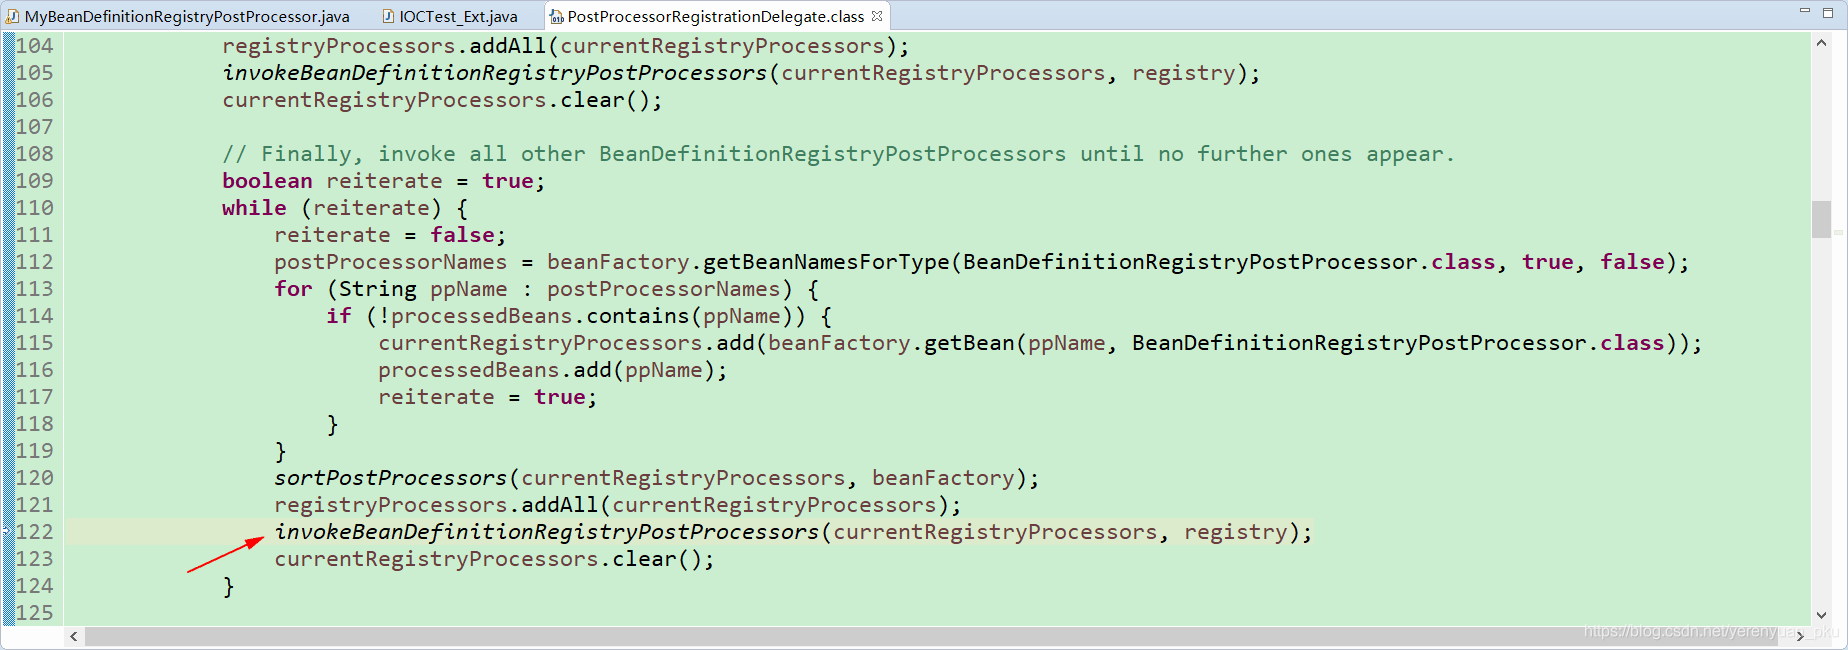 MyBeanDefinitionRegistryPostProcessor.java IOCTest_Ext.java PostProcessorRegistrationDelegate.class
104 registryProcessors.addAll(currentRegistryProcessors);
105 invokeBeanDefinitionRegistryPostProcessors(currentRegistryProcessors, registry);
106 currentRegistryProcessors.clear();
107
108 // Finally, invoke all other BeanDefinitionRegistryPostProcessors until no further ones appear.
109 boolean reiterate = true;
110 while (reiterate) {
111 reiterate = false;
112 postProcessorNames = beanFactory.getBeanNamesForType(BeanDefinitionRegistryPostProcessor.class, true, false);
113 for (String ppName : postProcessorNames) {
114 if (!processedBeans.contains(ppName)) {
115 currentRegistryProcessors.add(beanFactory.getBean(ppName, BeanDefinitionRegistryPostProcessor.class));
116 processedBeans.add(ppName);
117 reiterate = true;
118 }
119 }
120 sortPostProcessors(currentRegistryProcessors, beanFactory);
121 registryProcessors.addAll(currentRegistryProcessors);
122 invokeBeanDefinitionRegistryPostProcessors(currentRegistryProcessors, registry);
123 currentRegistryProcessors.clear();
124 }
125
https://blog.csdn.net/yerenyuan_pku